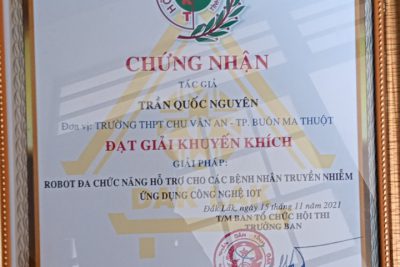 CHỨNG NHẬN
TÁC GIẢ
TRẦN QUỐC NGUYÊN
Đơn vị: TRƯỜNG THPT CHU VĂN AN - TP. BUÔN MA THUỘT
ĐẠT GIẢI KHUYẾN KHÍCH
GIẢI PHÁP:
ROBOT ĐA CHỨC NĂNG HỖ TRỢ CHO CÁC BỆNH NHÂN TRUYỀN NHIỄM
ỨNG DỤNG CÔNG NGHỆ IOT
Đắk Lắk, ngày 15 tháng 11 năm 2021
T/M BAN TỔ CHỨC HỘI THI
TRƯỞNG BAN